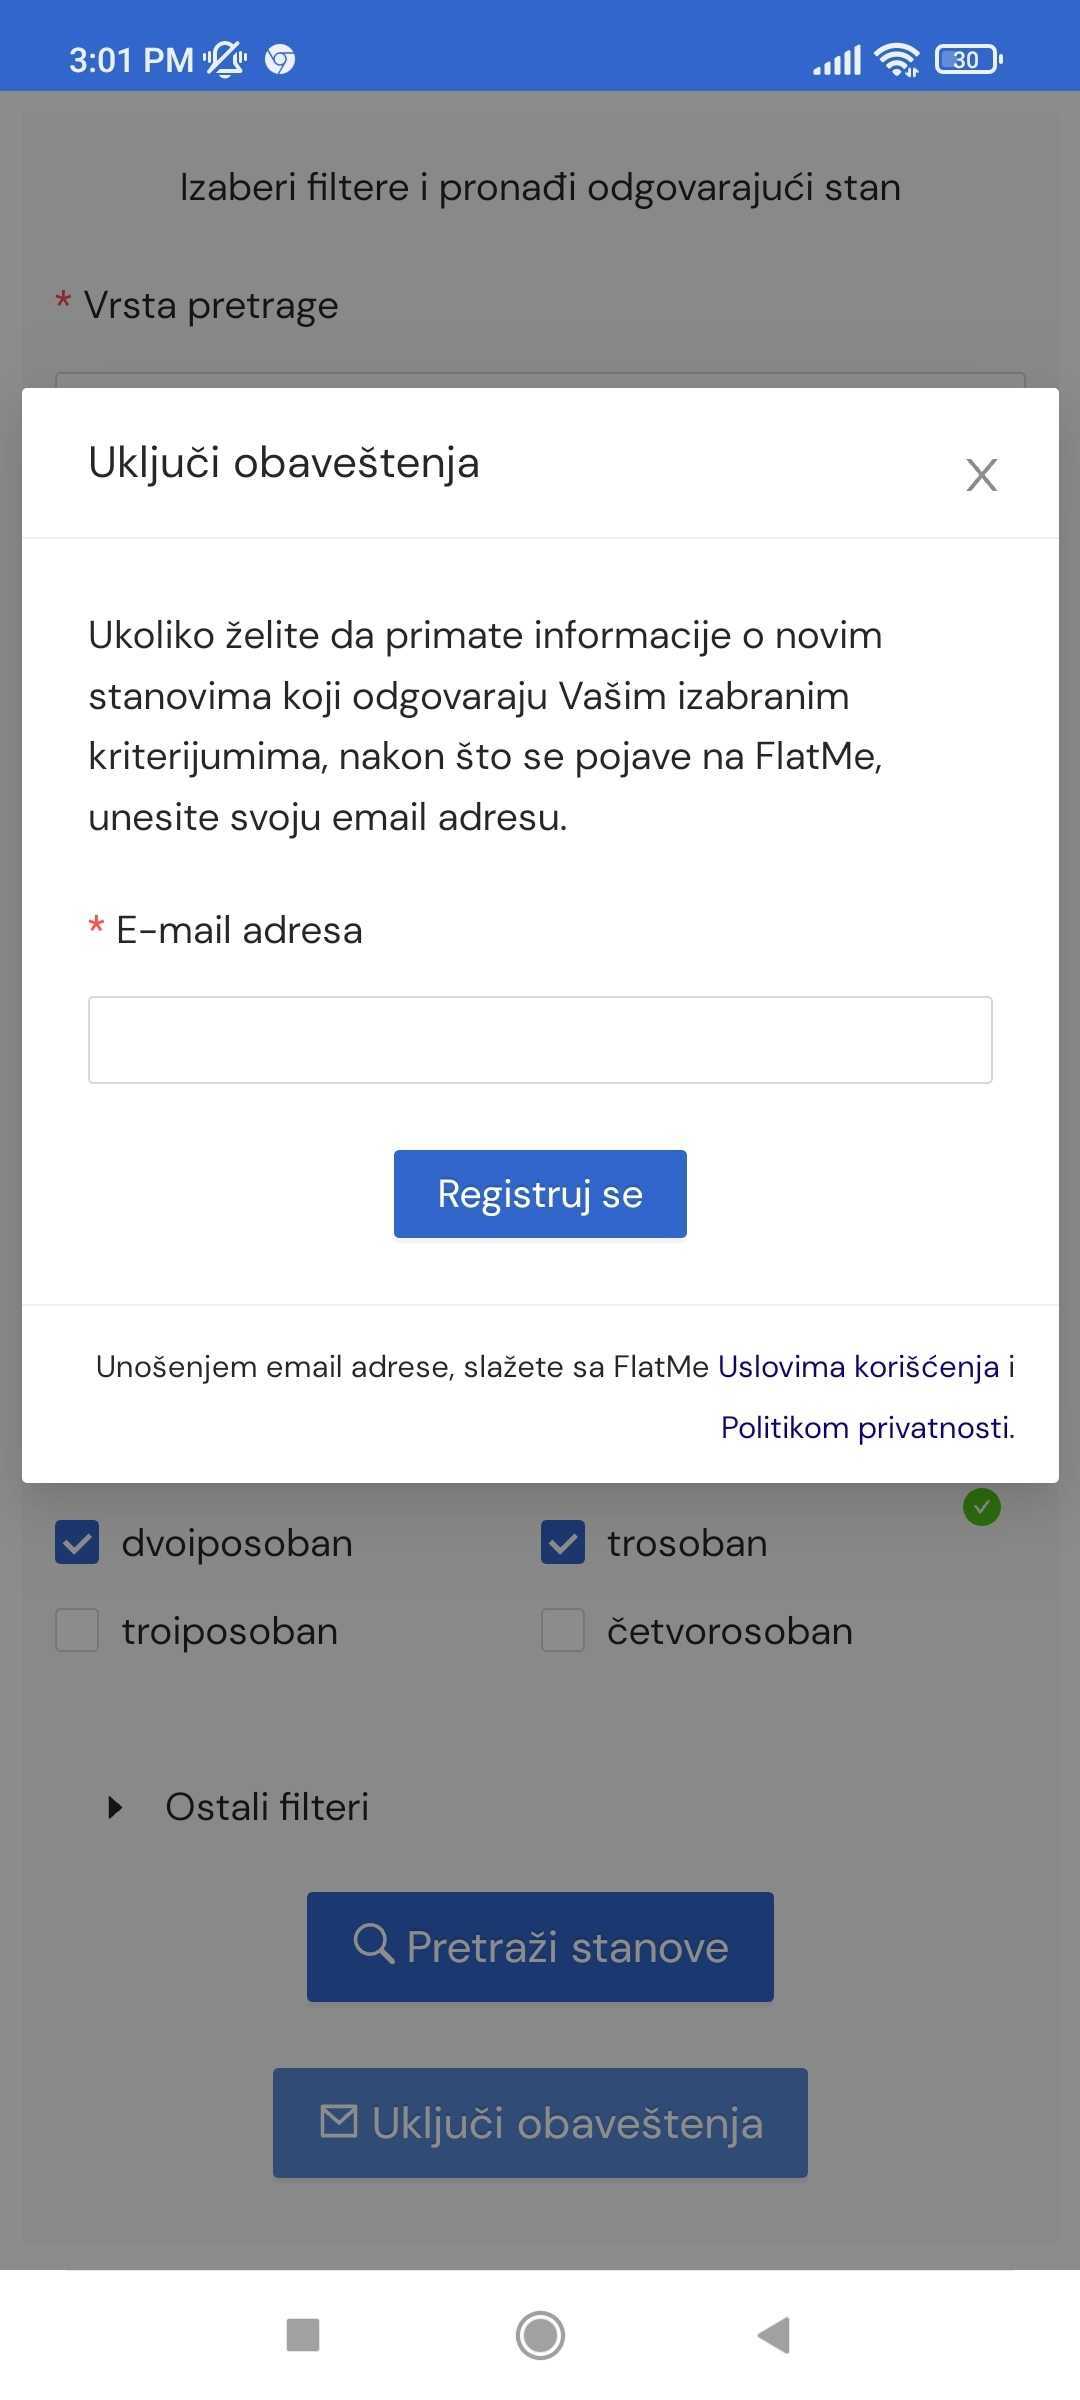 3:01 PM
30
Izaberi filtere i pronađi odgovarajući stan
* Vrsta pretrage
Uključi obaveštenja
Ukoliko želite da primate informacije o novim
stanovima koji odgovaraju Vašim izabranim
kriterijumima, nakon što se pojave na FlatMe,
unesite svoju email adresu.
* E-mail adresa
Registruj se
Unošenjem email adrese, slažete sa FlatMe Uslovima korišćenja i
Politikom privatnosti.
dvoiposoban
trosoban
troiposoban
četvorosoban
Ostali filteri
Pretraži stanove
Uključi obaveštenja